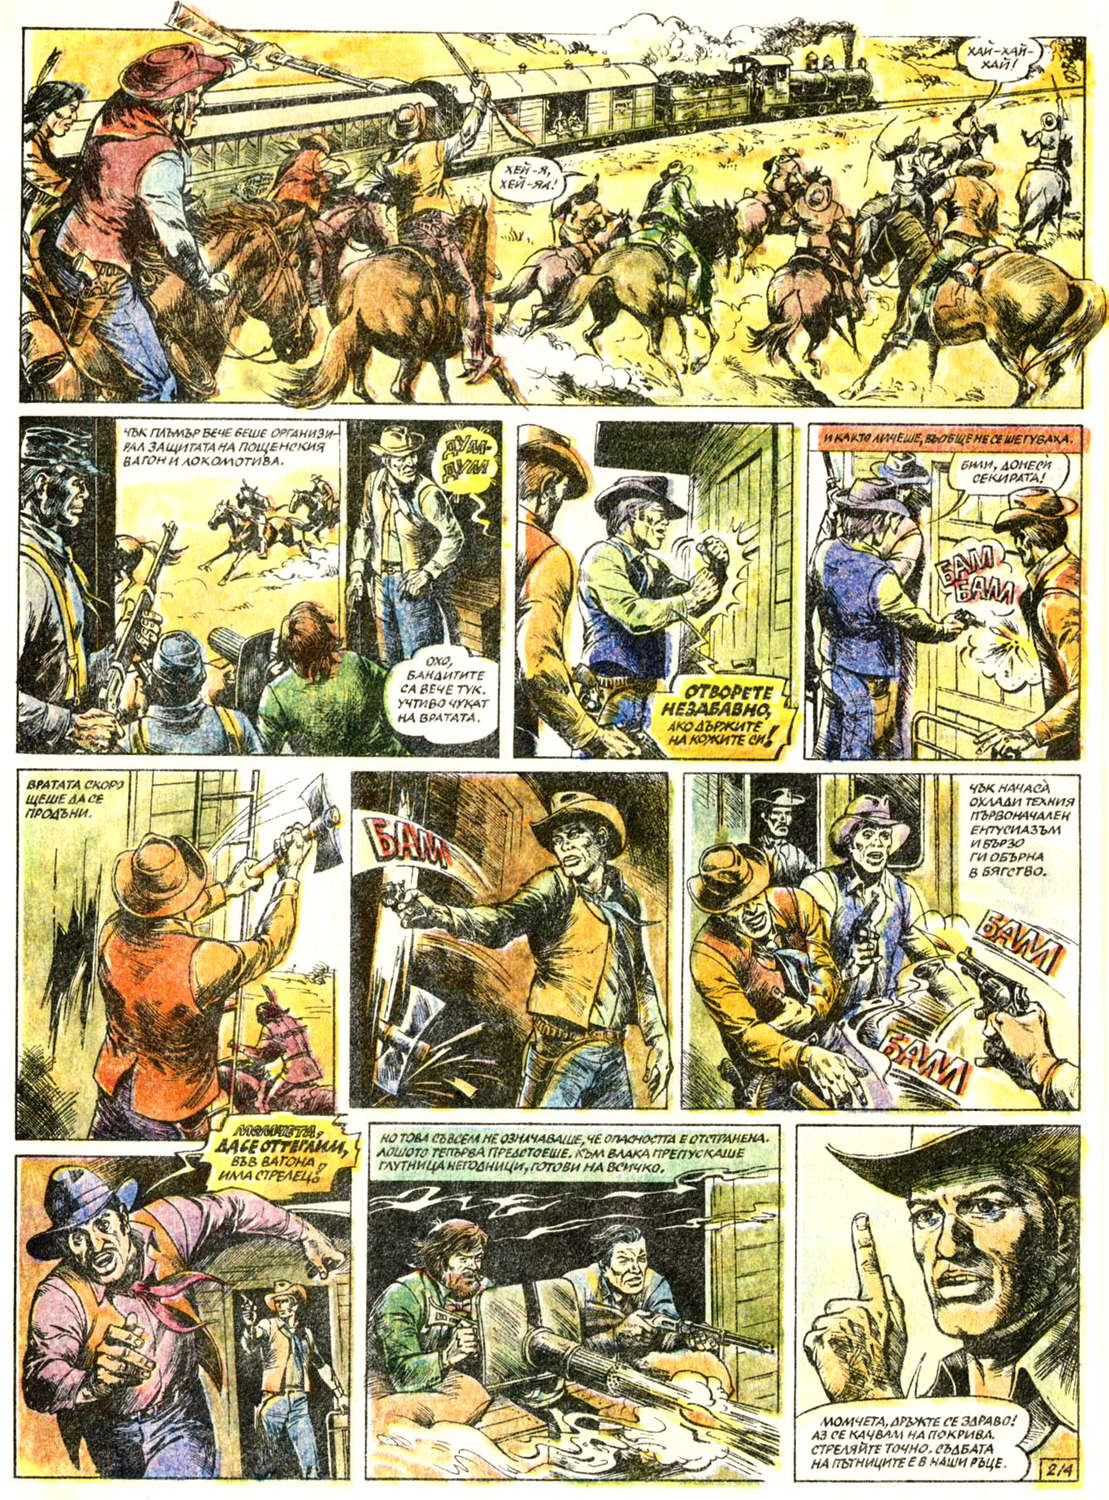 ХАЙ-ХАЙ-
ХАЙ!
ХЕЙ-Я,
ХЕЙ-ЯА!
ЧЪК ПЛЪМЪР ВЕЧЕ БЕШЕ ОРГАНИЗИ-
РАЛ ЗАЩИТАТА НА ПОЩЕНСКИЯ
ВАГОН И ЛОКОМОТИВА.
ДУМ-
ДУМ
ОХО,
БАНДИТИТЕ
СА ВЕЧЕ ТУК.
УЧТИВО ЧУКАТ
НА ВРАТАТА.
ОТВОРЕТЕ
НЕЗАБАВНО,
АКО ДЪРЖИТЕ
НА КОЖИТЕ СИ!
И КАКТО ЛИЧЕШЕ, ВЪОБЩЕ НЕ СЕ ШЕГУВАХА.
БИЛИ, ДОНЕСИ
СЕКИРАТА!
БАМ
БАМ
ВРАТАТА СКОРО
ЩЕШЕ ДА СЕ
ПРОДЪНИ.
БАМ
ЧЪК НАЧАСА
ОХЛАДИ ТЕХНИЯ
ПЪРВОНАЧАЛЕН
ЕНТУСИАЗЪМ
И БЪРЗО
ГИ ОБЪРНА
В БЯГСТВО.
БАМ
БАМ
МОМЧЕТА,
ДА СЕ ОТТЕГЛИМ,
ВЪВ ВАГОНА
ИМА СТРЕЛЕЦ!
НО ТОВА СЪВСЕМ НЕ ОЗНАЧАВАШЕ, ЧЕ ОПАСНОСТТА Е ОТСТРАНЕНА.
ЛОШОТО ТЕПЪРВА ПРЕДСТОЕШЕ. КЪМ ВЛАКА ПРЕПУСКАШЕ
ГЛУТНИЦА НЕГОДНИЦИ, ГОТОВИ НА ВСИЧКО.
МОМЧЕТА, ДРЪЖТЕ СЕ ЗДРАВО!
АЗ СЕ КАЧВАМ НА ПОКРИВА.
СТРЕЛЯЙТЕ ТОЧНО. СЪДБАТА
НА ПЪТНИЦИТЕ Е В НАШИ РЪЦЕ.
2/4